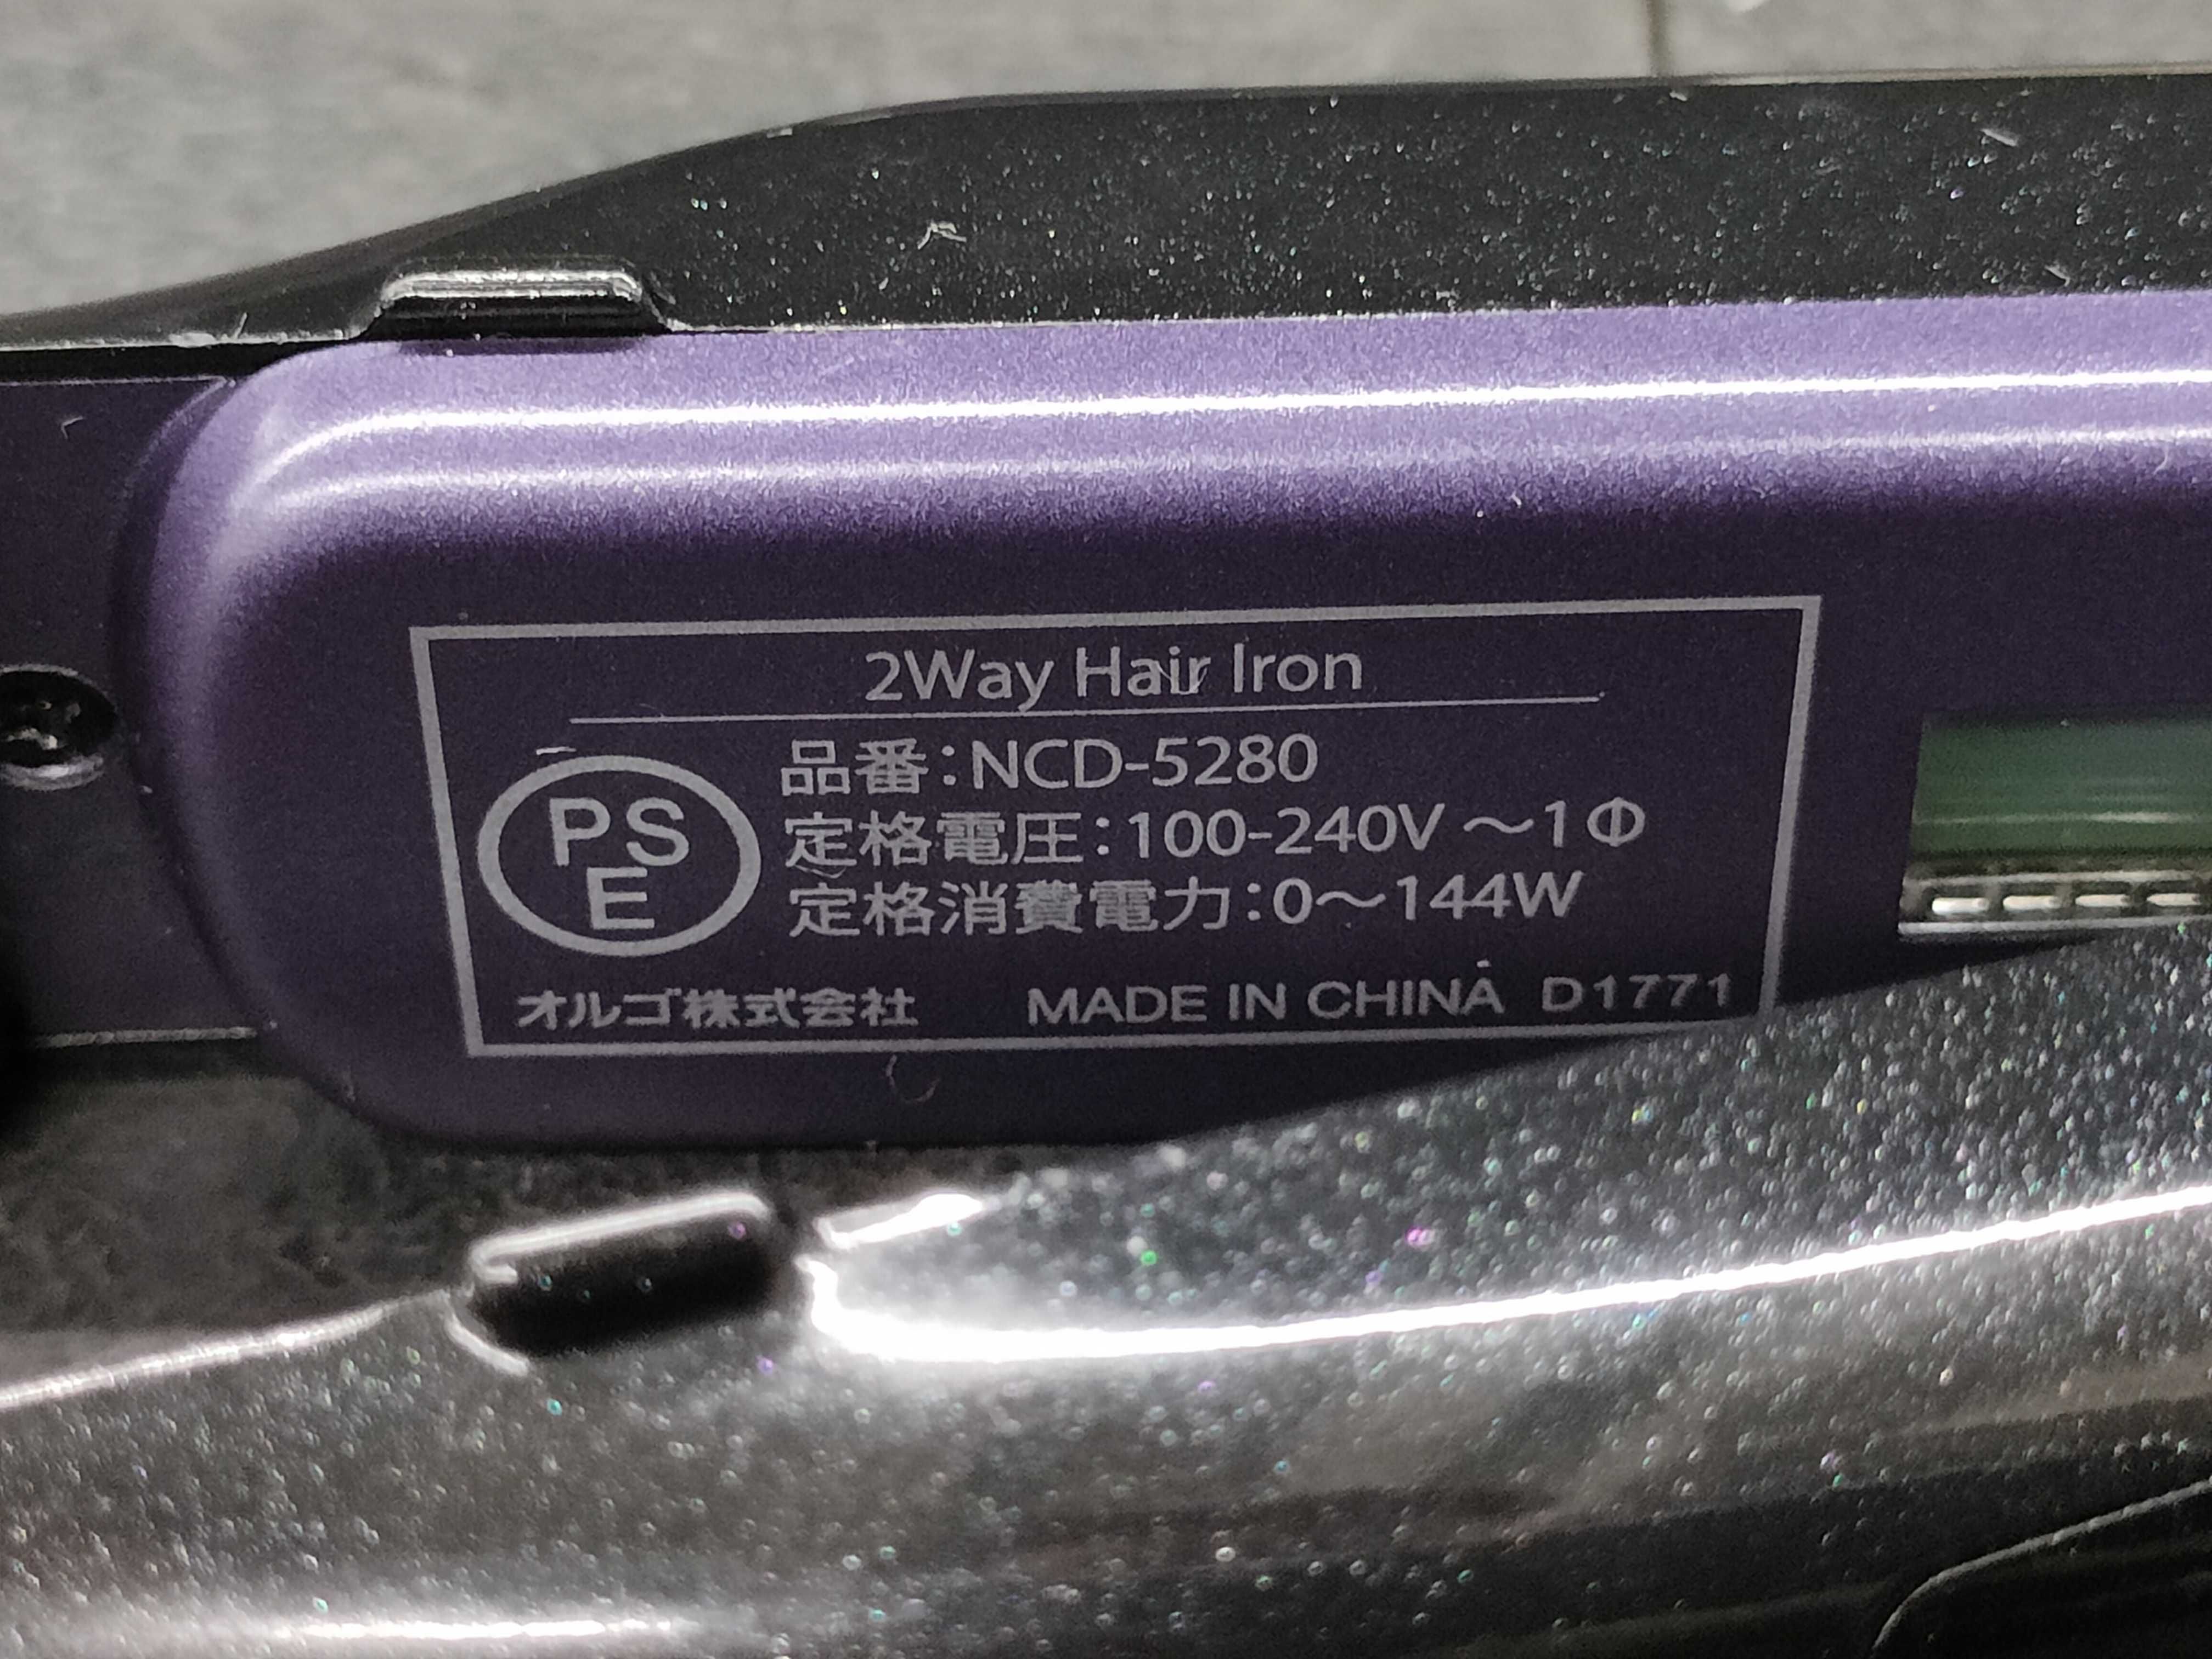 2Way Hair Iron
品番：NCD-5280
PS
E
定格電圧：100-240V ～1Φ
定格消費電力：0～144W
オルゴ株式会社 MADE IN CHINA D1771